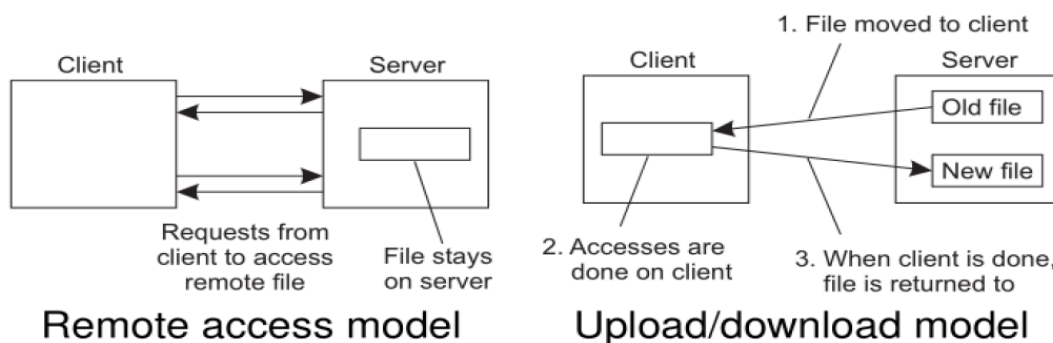 Client
Server
Requests from
client to access
remote file
File stays
on server
Remote access model
1. File moved to client
Client
Server
Old file
New file
2. Accesses are
done on client
3. When client is done,
file is returned to
Upload/download model